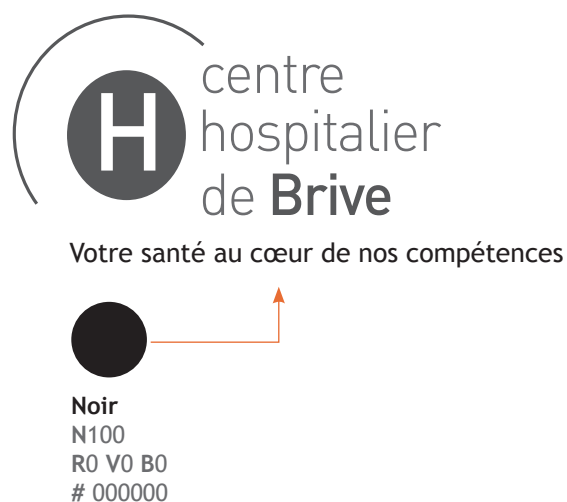 H
centre
hospitalier
de Brive
Votre santé au cœur de nos compétences
Noir
N100
R0 V0 B0
# 000000